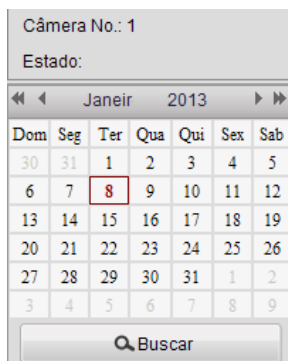 Câmera No.: 1
Estado:
Janeir 2013
Dom Seg Ter Qua Qui Sex Sab
30 31 1 2 3 4 5
6 7 8 9 10 11 12
13 14 15 16 17 18 19
20 21 22 23 24 25 26
27 28 29 30 31 1 2
3 4 5 6 7 8 9
Buscar